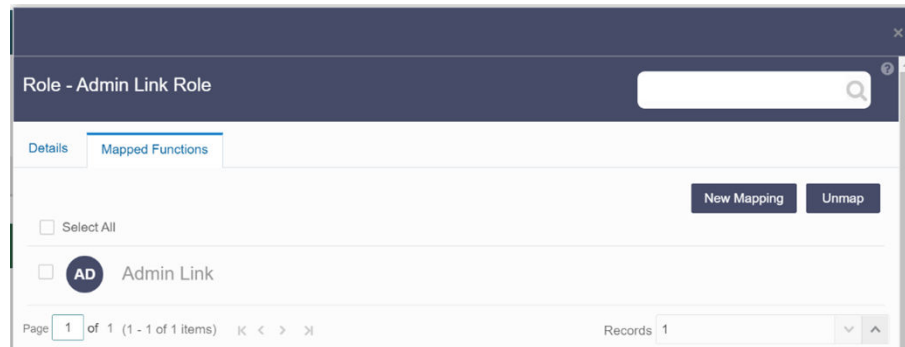 Role - Admin Link Role
Details Mapped Functions
New Mapping Unmap
Select All
AD Admin Link
Page 1 of 1 (1 - 1 of 1 items) Records 1